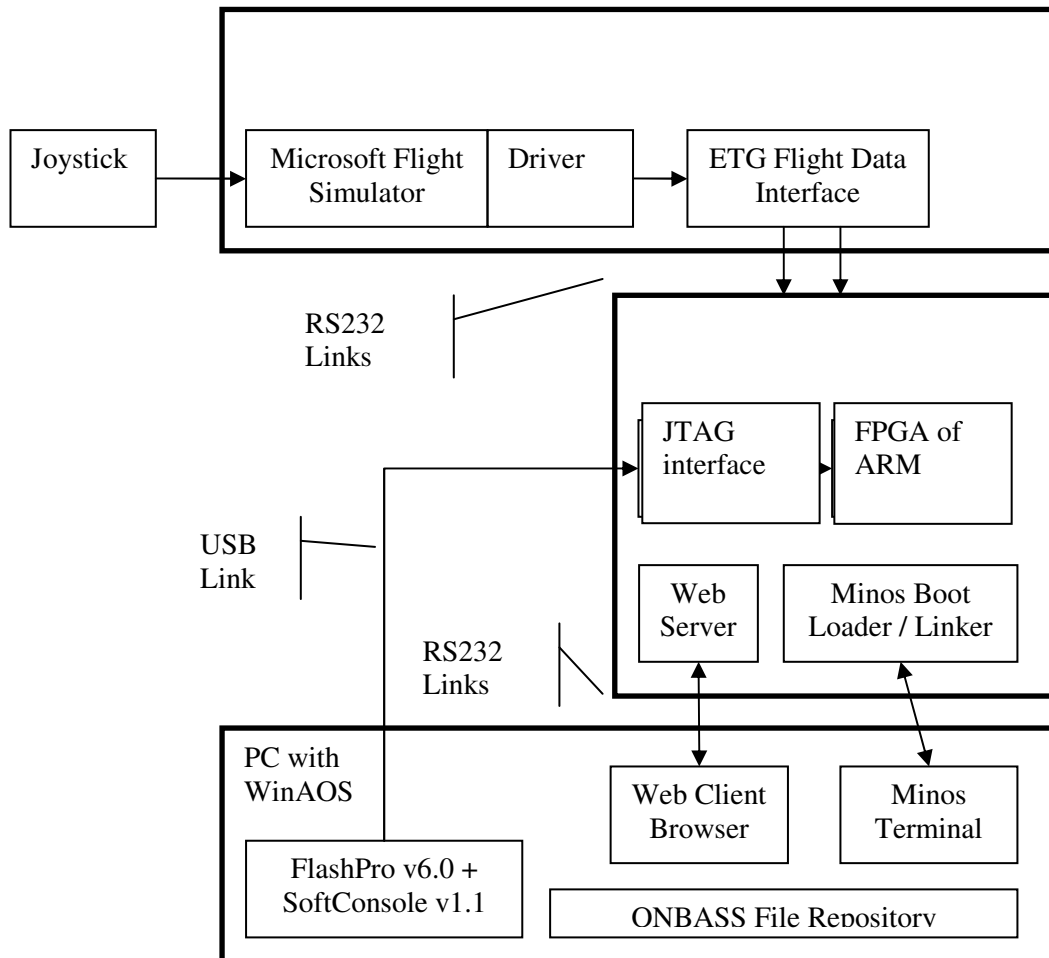 Joystick
Microsoft Flight
Simulator
Driver
ETG Flight Data
Interface
RS232
Links
JTAG
interface
FPGA of
ARM
USB
Link
Web
Server
Minos Boot
Loader / Linker
RS232
Links
PC with
WinAOS
Web Client
Browser
Minos
Terminal
FlashPro v6.0 +
SoftConsole v1.1
ONBASS File Repository